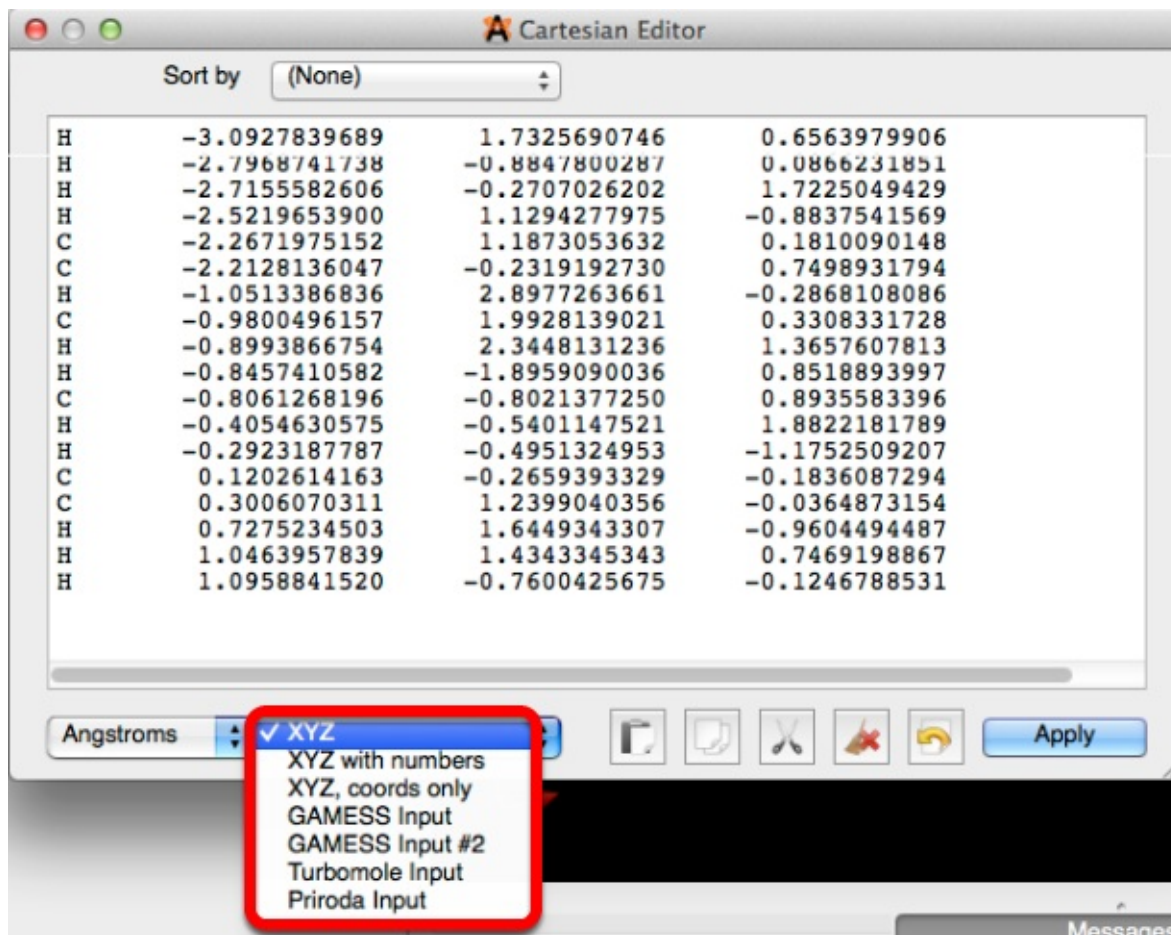 Cartesian Editor
Sort by (None)
H -3.0927839689 1.7325690746 0.6563979906
H -2.7968741738 -0.8847800287 0.0866231851
H -2.7155582606 -0.2707026202 1.7225049429
H -2.5219653900 1.1294277975 -0.8837541569
C -2.2671975152 1.1873053632 0.1810090148
C -2.2128136047 -0.2319192730 0.7498931794
H -1.0513386836 2.8977263661 -0.2868108086
C -0.9800496157 1.9928139021 0.3308331728
H -0.8993866754 2.3448131236 1.3657607813
H -0.8457410582 -1.8959090036 0.8518893997
C -0.8061268196 -0.8021377250 0.8935583396
H -0.4054630575 -0.5401147521 1.8822181789
H -0.2923187787 -0.4951324953 -1.1752509207
C 0.1202614163 -0.2659393329 -0.1836087294
C 0.3006070311 1.2399040356 -0.0364873154
H 0.7275234503 1.6449343307 -0.9604494487
H 1.0463957839 1.4343345343 0.7469198867
H 1.0958841520 -0.7600425675 -0.1246788531
Angstroms ✓ XYZ Apply
XYZ with numbers
XYZ, coords only
GAMESS Input
GAMESS Input #2
Turbomole Input
Priroda Input
Messages